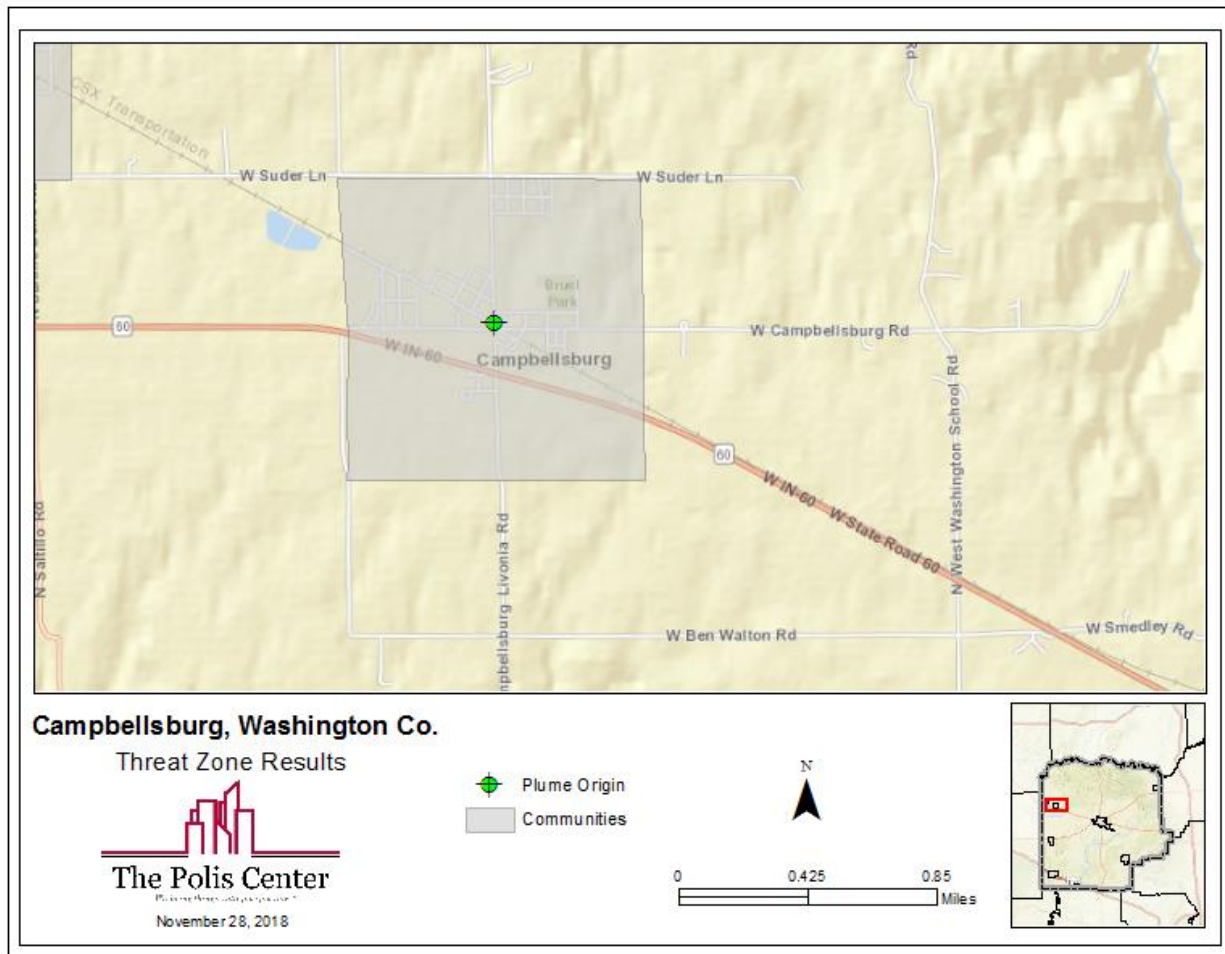 Rd
CSX Transportation
W Suder Ln
W Suder Ln
Bruel
Park
60
W Campbellsburg Rd
W IN-60
Campbellsburg
60
W IN-60
W State Road 60
N West Washington School Rd
N Saltillo Rd
mpbellsburg Livonia Rd
W Ben Walton Rd
W Smedley Rd
Campbellsburg, Washington Co.
Threat Zone Results
The Polis Center
November 28, 2018
Plume Origin
Communities
N
0 0.425 0.85
Miles